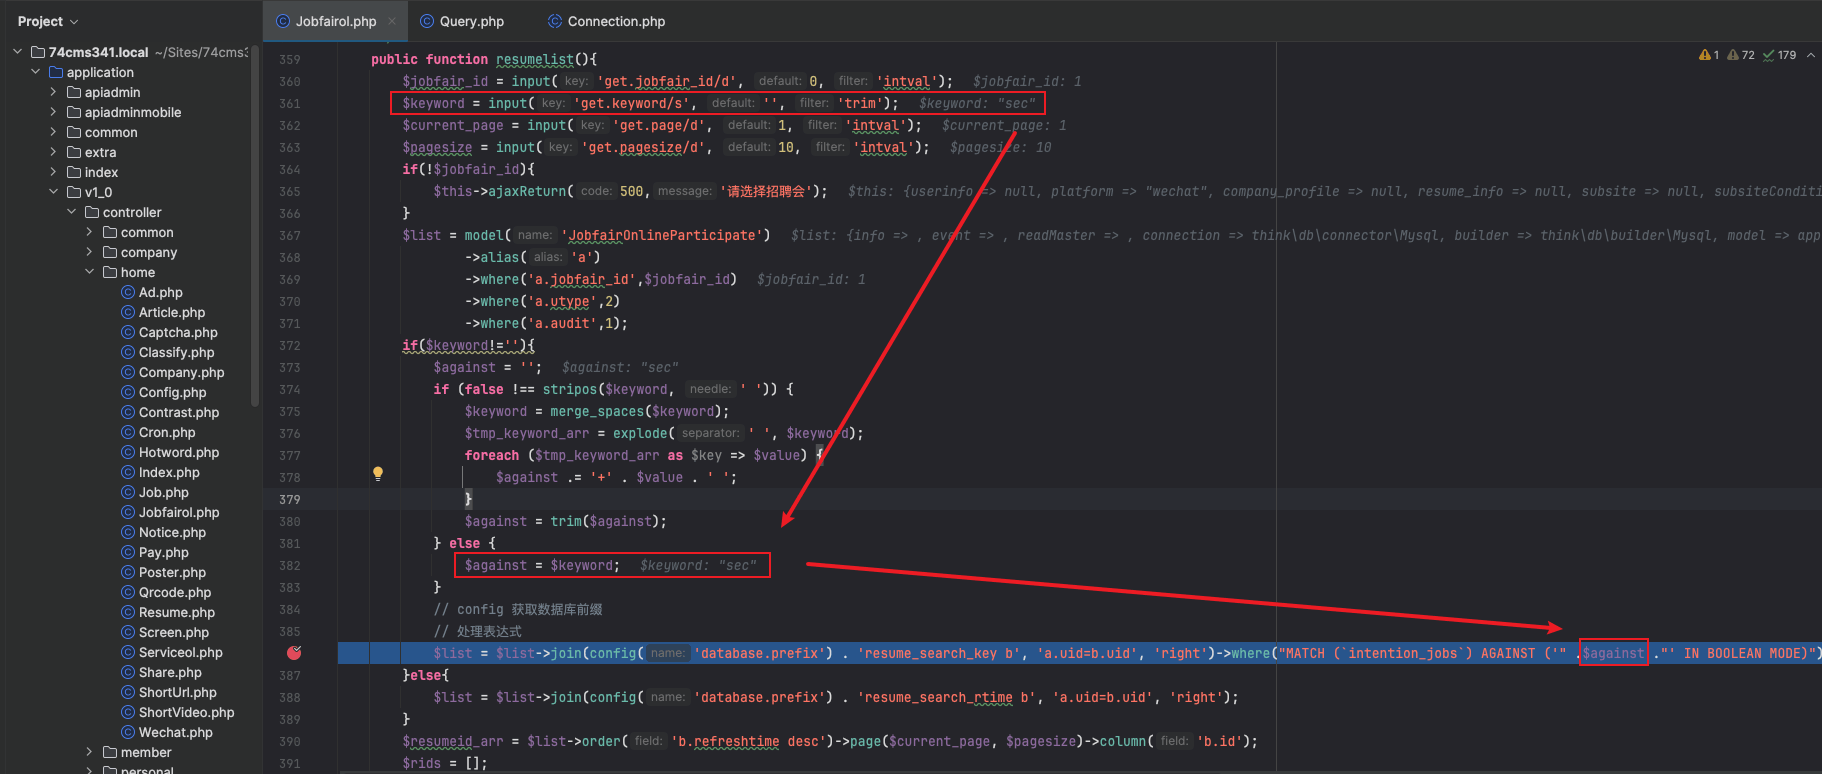 Project
Jobfairol.php
Query.php
Connection.php
74cms341.local ~/Sites/74cms3
application
apiadmin
apiadminmobile
common
extra
index
v1_0
controller
common
company
home
Ad.php
Article.php
Captcha.php
Classify.php
Company.php
Config.php
Contrast.php
Cron.php
Hotword.php
Index.php
Job.php
Jobfairol.php
Notice.php
Pay.php
Poster.php
Qrcode.php
Resume.php
Screen.php
Serviceol.php
Share.php
ShortUrl.php
ShortVideo.php
Wechat.php
member
personal
1 72 179
359 public function resumelist(){
360 $jobfair_id = input( key: 'get.jobfair_id/d', default: 0, filter: 'intval'); $jobfair_id: 1
361 $keyword = input( key: 'get.keyword/s', default: '', filter: 'trim'); $keyword: "sec"
362 $current_page = input( key: 'get.page/d', default: 1, filter: 'intval'); $current_page: 1
363 $pagesize = input( key: 'get.pagesize/d', default: 10, filter: 'intval'); $pagesize: 10
364 if(!$jobfair_id){
365 $this->ajaxReturn( code: 500, message: '请选择招聘会'); $this: {userinfo => null, platform => "wechat", company_profile => null, resume_info => null, subsite => null, subsiteConditi
366 }
367 $list = model( name: 'JobfairOnlineParticipate') $list: {info => , event => , readMaster => , connection => think\db\connector\Mysql, builder => think\db\builder\Mysql, model => app
368 ->alias( alias: 'a')
369 ->where('a.jobfair_id',$jobfair_id) $jobfair_id: 1
370 ->where('a.utype',2)
371 ->where('a.audit',1);
372 if($keyword!=''){
373 $against = ''; $against: "sec"
374 if (false !== stripos($keyword, needle: ' ')) {
375 $keyword = merge_spaces($keyword);
376 $tmp_keyword_arr = explode( separator: ' ', $keyword);
377 foreach ($tmp_keyword_arr as $key => $value) {
378 $against .= '+' . $value . ' ';
379 }
380 $against = trim($against);
381 } else {
382 $against = $keyword; $keyword: "sec"
383 }
384 // config 获取数据库前缀
385 // 处理表达式
$list = $list->join(config( name: 'database.prefix') . 'resume_search_key b', 'a.uid=b.uid', 'right')->where("MATCH (`intention_jobs`) AGAINST ('" .$against ."' IN BOOLEAN MODE)")
387 }else{
388 $list = $list->join(config( name: 'database.prefix') . 'resume_search_rtime b', 'a.uid=b.uid', 'right');
389 }
390 $resumeid_arr = $list->order( field: 'b.refreshtime desc')->page($current_page, $pagesize)->column( field: 'b.id');
391 $rids = [];